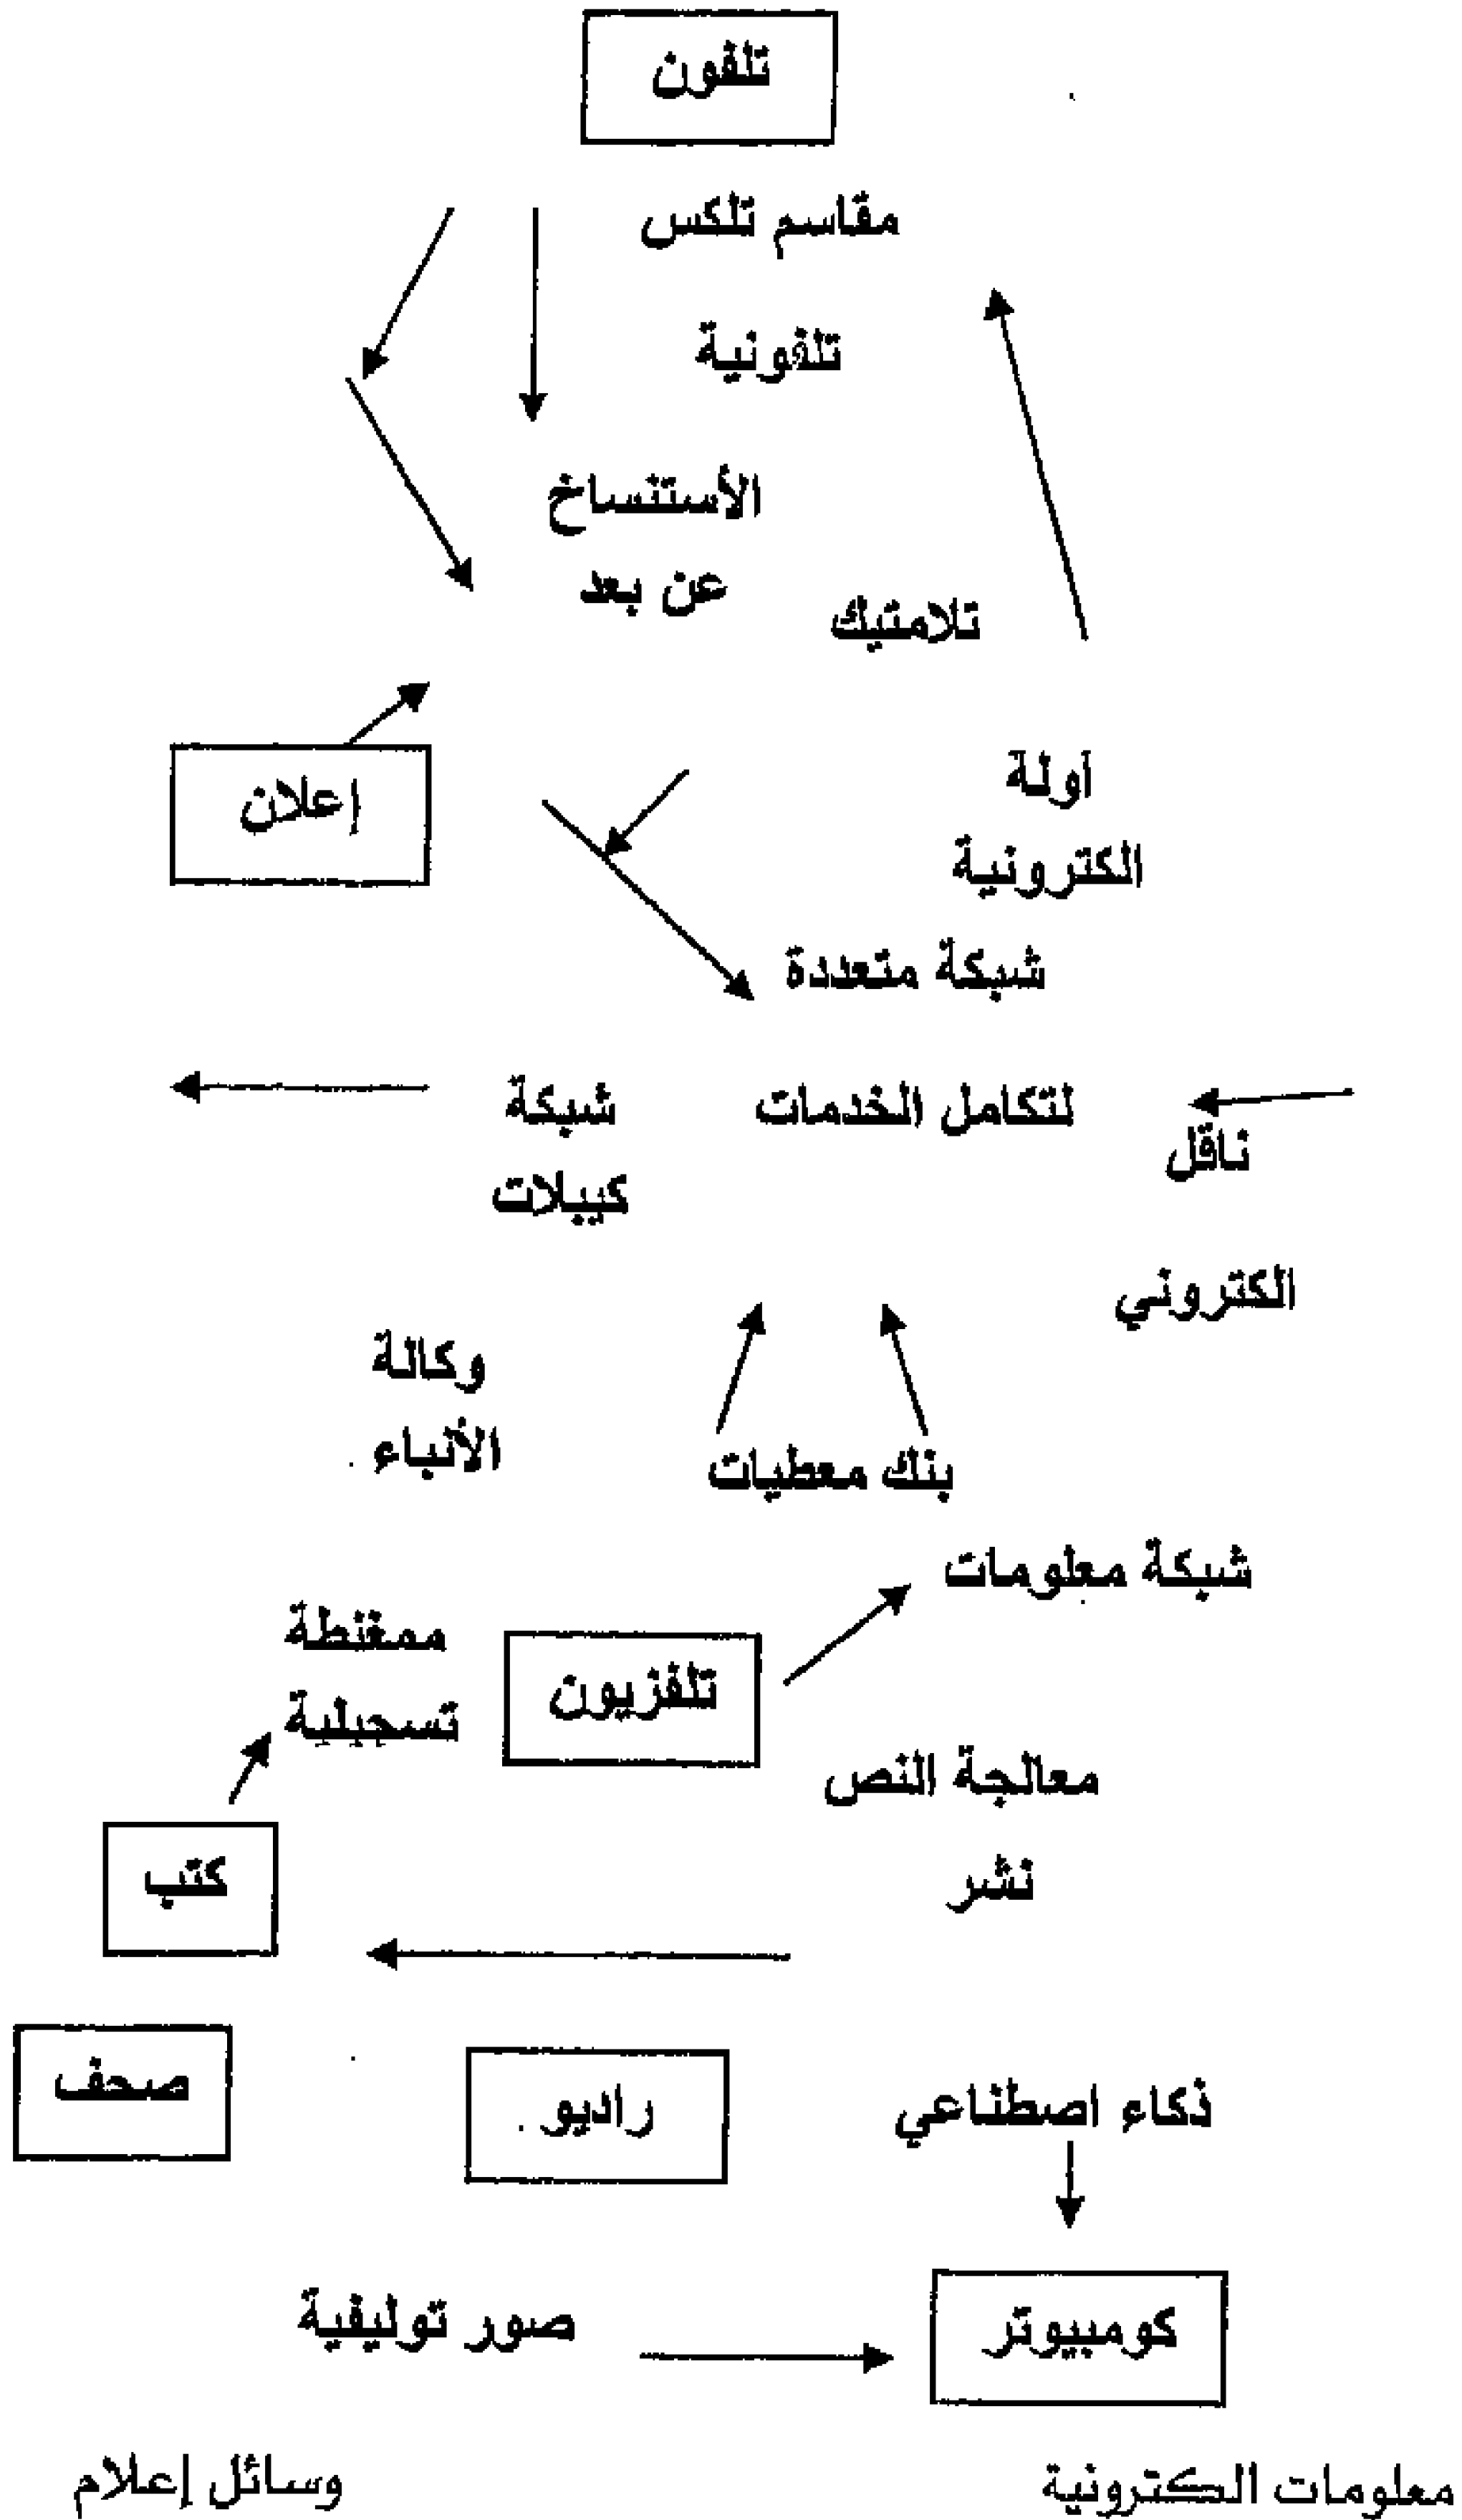 تلفون
مقاسم تلكس
تلفونية
الأستنساخ
عن بعد
تلامتيك
إعلان
اولة
الكترونية
شبكة متعددة
لتكامل الخدمات
شبكة
كيبلات
ناقل
الكتروني
وكالة
الأنباء
بنك معطيات
شبكة معلومات
ممغنطة
تسجيلية
تلفزيون
معالجة النص
كتب
نشر
صحف
راديو
ذكاء اصطناعي
صور توليفية
كومبيوتر
معلومات الكترونية
وسائل إعلام